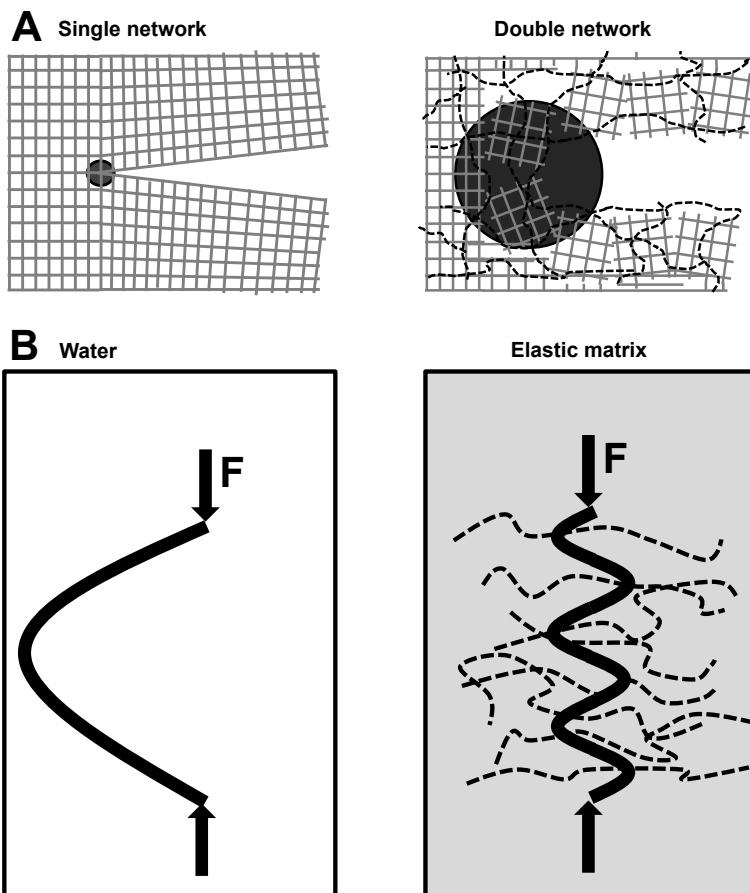 A Single network
Double network
B Water
Elastic matrix
F
F